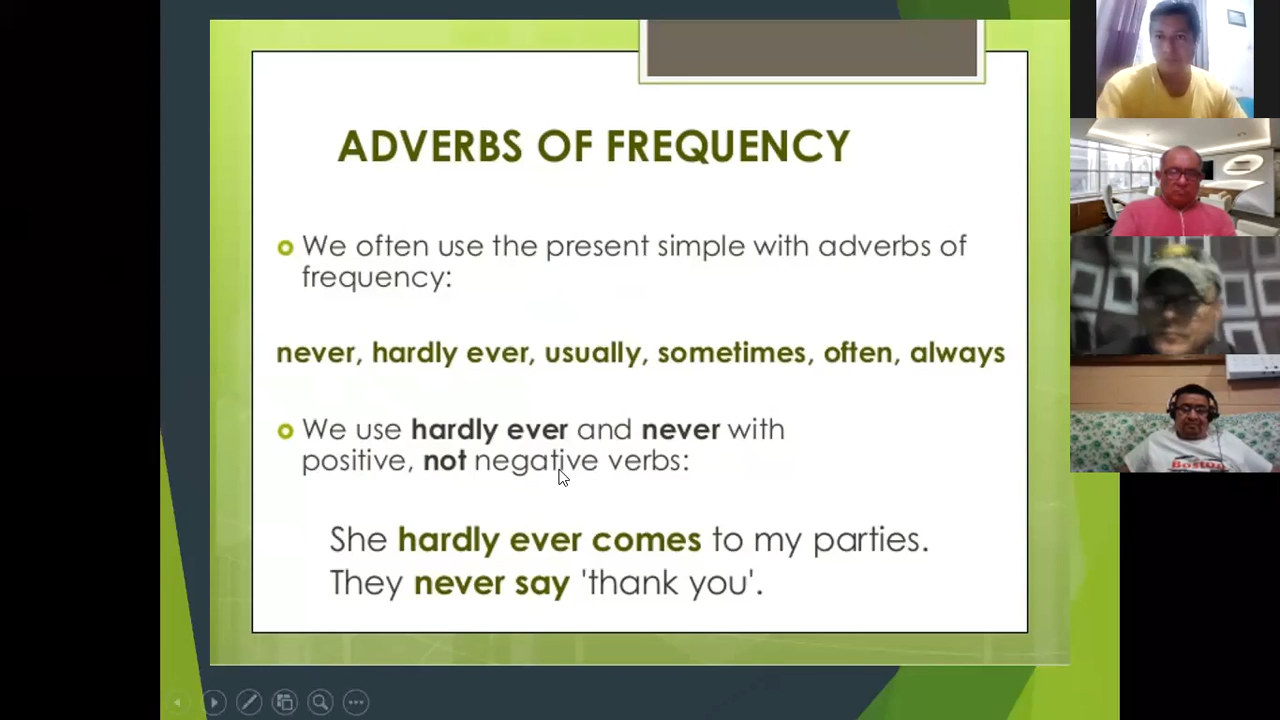 ADVERBS OF FREQUENCY
We often use the present simple with adverbs of
frequency:
never, hardly ever, usually, sometimes, often, always
We use hardly ever and never with
positive, not negative verbs:
She hardly ever comes to my parties.
They never say 'thank you'.
Boston